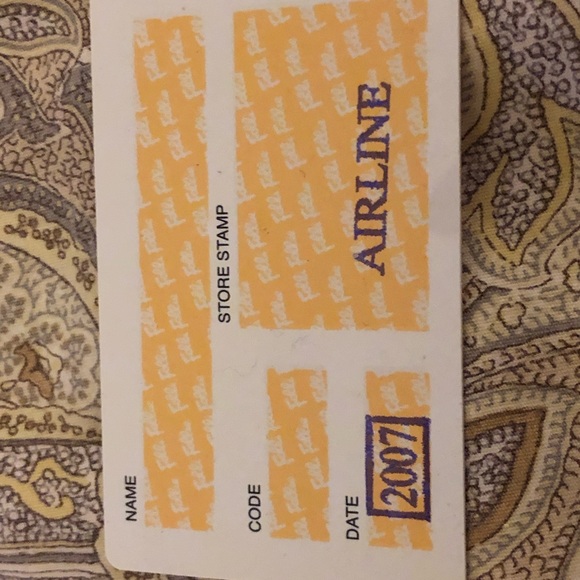 NAME
STORE STAMP
AIRLINE
CODE
DATE
2007